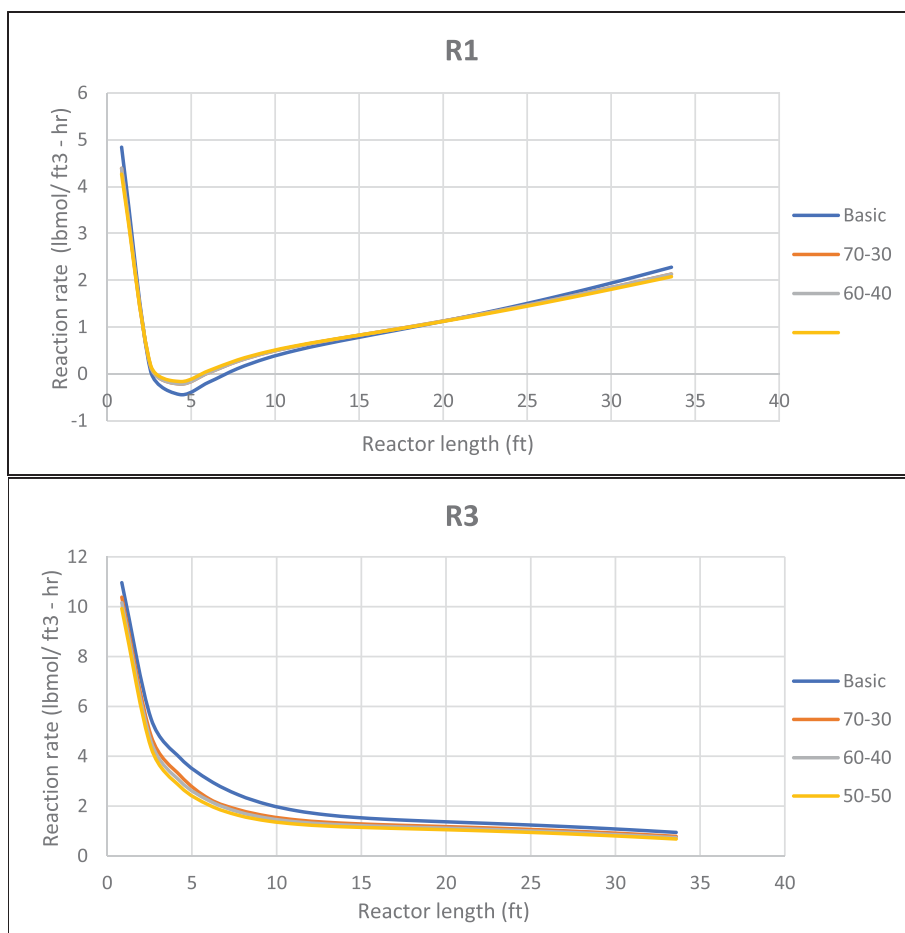 R1
Reaction rate (lbmol/ ft3 - hr)
6
5
4
3
2
1
0
-1
0 5 10 15 20 25 30 35 40
Reactor length (ft)
Basic
70-30
60-40
R3
Reaction rate (lbmol/ ft3 - hr)
12
10
8
6
4
2
0
0 5 10 15 20 25 30 35 40
Reactor length (ft)
Basic
70-30
60-40
50-50